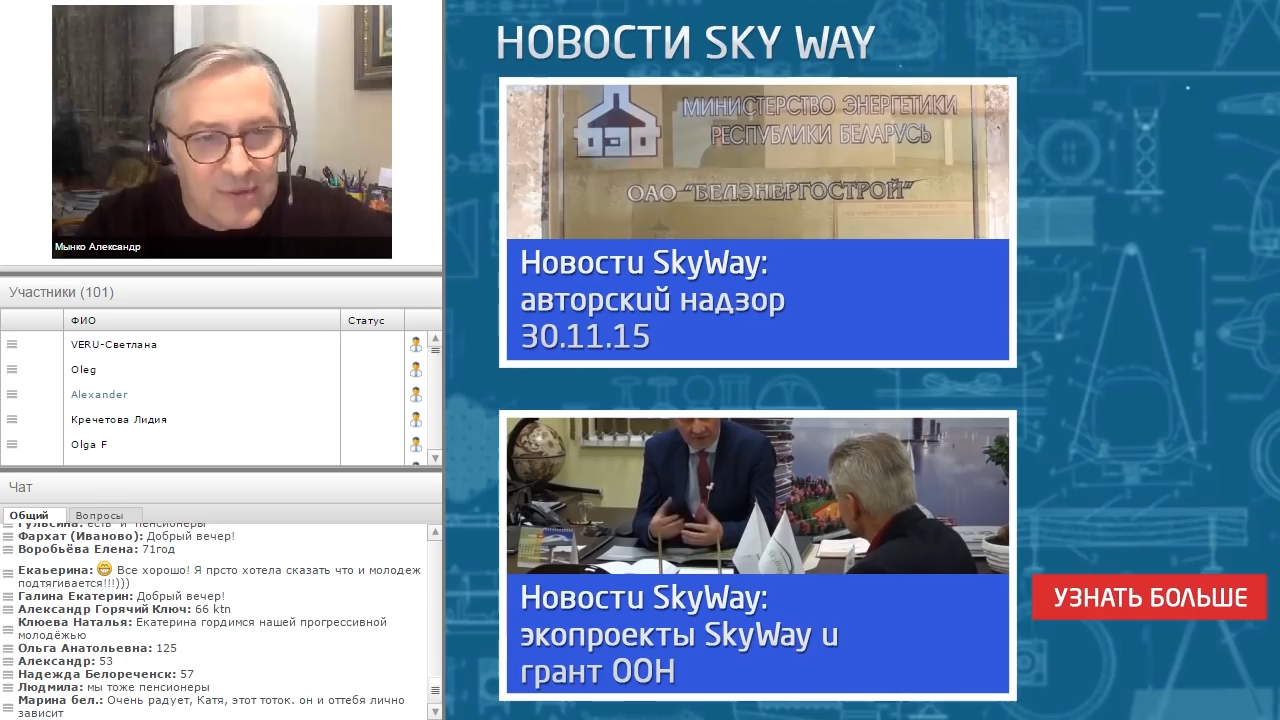 Мынко Александр
Участники (101)
ФИО Статус
VERU-Светлана
Oleg
Alexander
Кречетова Лидия
Olga F
Чат
Общий Вопросы
Гульсина: есть и пенсионеры
Фархат (Иваново): Добрый вечер!
Воробьёва Елена: 71год
Екаьерина: Все хорошо! Я прсто хотела сказать что и молодеж
подтягивается!!!)))
Галина Екатерин: Добрый вечер!
Александр Горячий Ключ: 66 ktn
Клюева Наталья: Екатерина гордимся нашей прогрессивной
молодёжью
Ольга Анатольевна: 125
Александр: 53
Надежда Белореченск: 57
Людмила: мы тоже пенсионеры
Марина бел.: Очень радует, Катя, этот тоток. он и оттебя лично
зависит
НОВОСТИ SKY WAY
МИНИСТЕРСТВО ЭНЕРГЕТИКИ
РЕСПУБЛИКИ БЕЛАРУСЬ
ОАО "БЕЛЭНЕРГОСТРОЙ"
Новости SkyWay:
авторский надзор
30.11.15
Новости SkyWay:
экопроекты SkyWay и
грант ООН
УЗНАТЬ БОЛЬШЕ